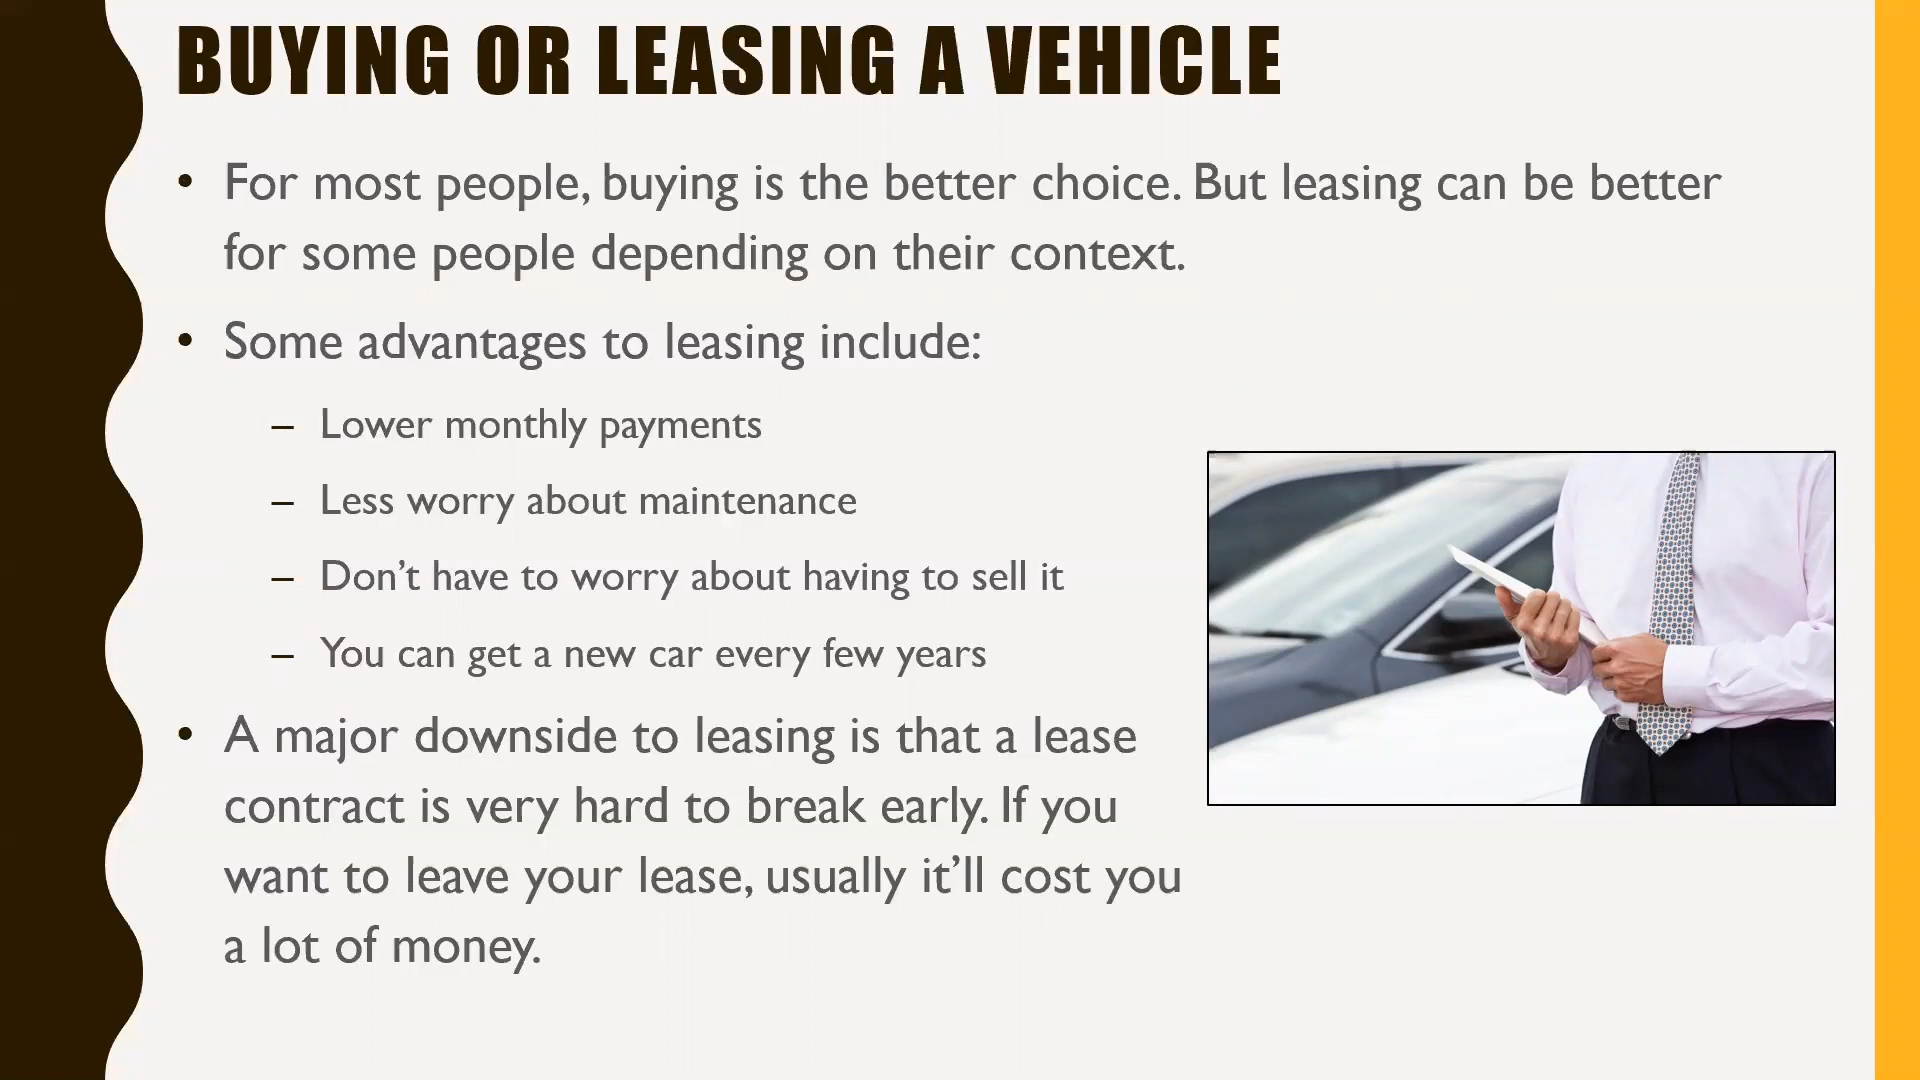 BUYING OR LEASING A VEHICLE
• For most people, buying is the better choice. But leasing can be better
for some people depending on their context.
• Some advantages to leasing include:
– Lower monthly payments
– Less worry about maintenance
– Don’t have to worry about having to sell it
– You can get a new car every few years
• A major downside to leasing is that a lease
contract is very hard to break early. If you
want to leave your lease, usually it’ll cost you
a lot of money.